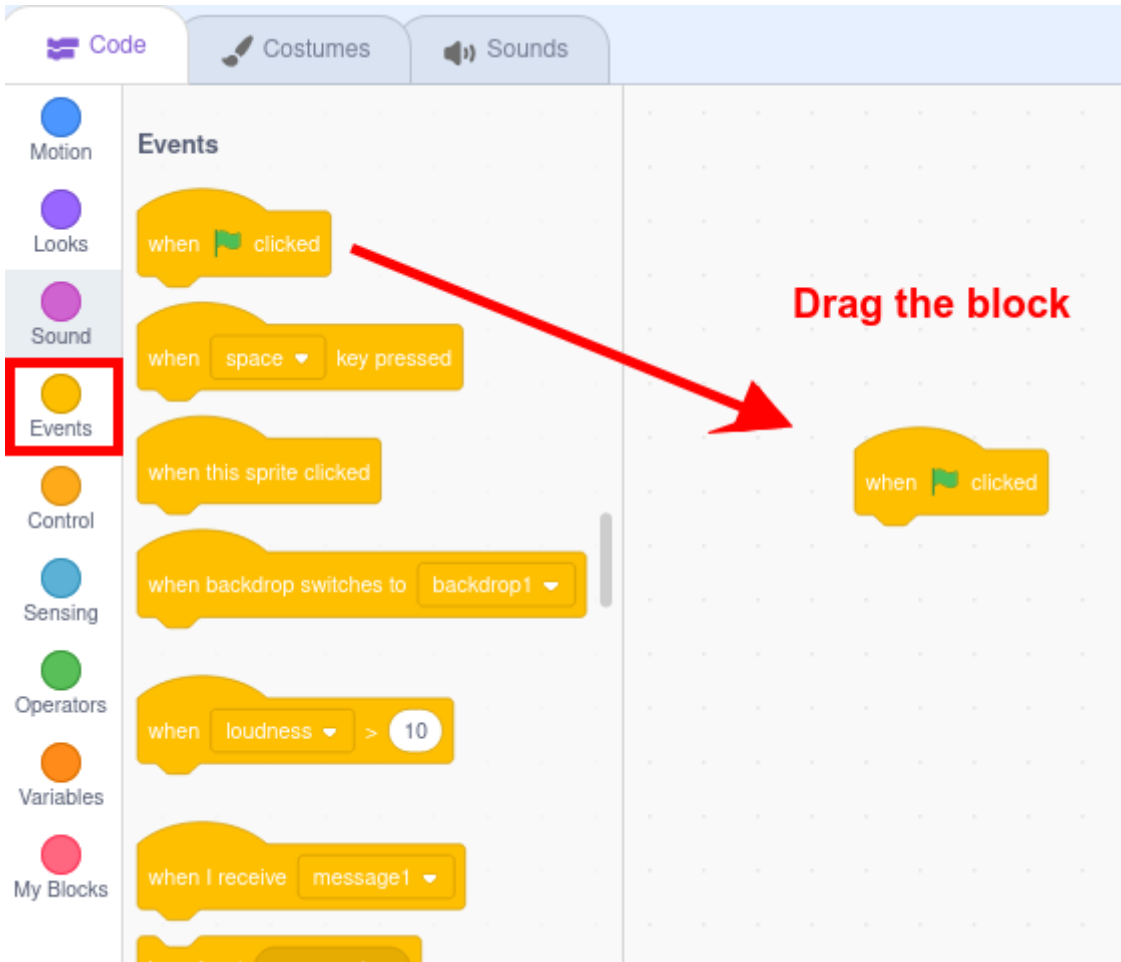 Code
Costumes
Sounds
Motion
Looks
Sound
Events
Control
Sensing
Operators
Variables
My Blocks
Events
when clicked
when space key pressed
when this sprite clicked
when backdrop switches to backdrop1
when loudness > 10
when I receive message1
Drag the block
when clicked